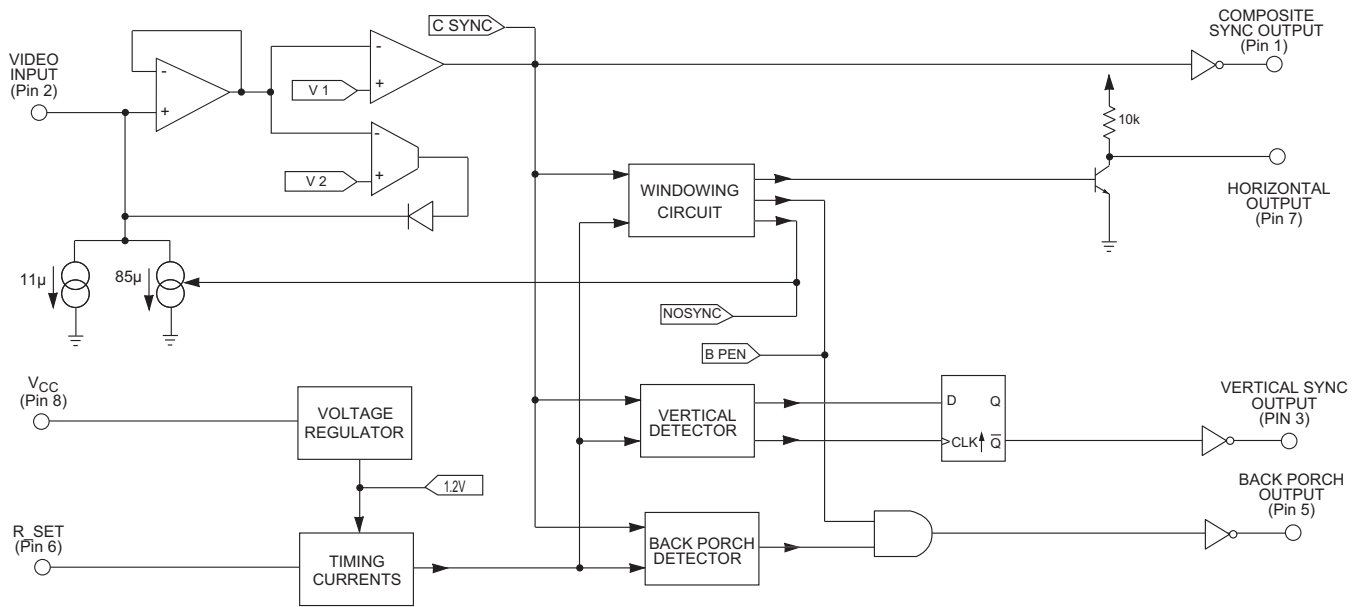 C SYNC
COMPOSITE
SYNC OUTPUT
(Pin 1)
VIDEO
INPUT
(Pin 2)
-
+
-
+
V 1
10k
-
+
V 2
WINDOWING
CIRCUIT
HORIZONTAL
OUTPUT
(Pin 7)
11µ
85µ
NOSYNC
B PEN
VCC
(Pin 8)
VOLTAGE
REGULATOR
VERTICAL
DETECTOR
D Q
>CLK Q
VERTICAL SYNC
OUTPUT
(PIN 3)
1.2V
BACK PORCH
OUTPUT
(Pin 5)
R_SET
(Pin 6)
TIMING
CURRENTS
BACK PORCH
DETECTOR